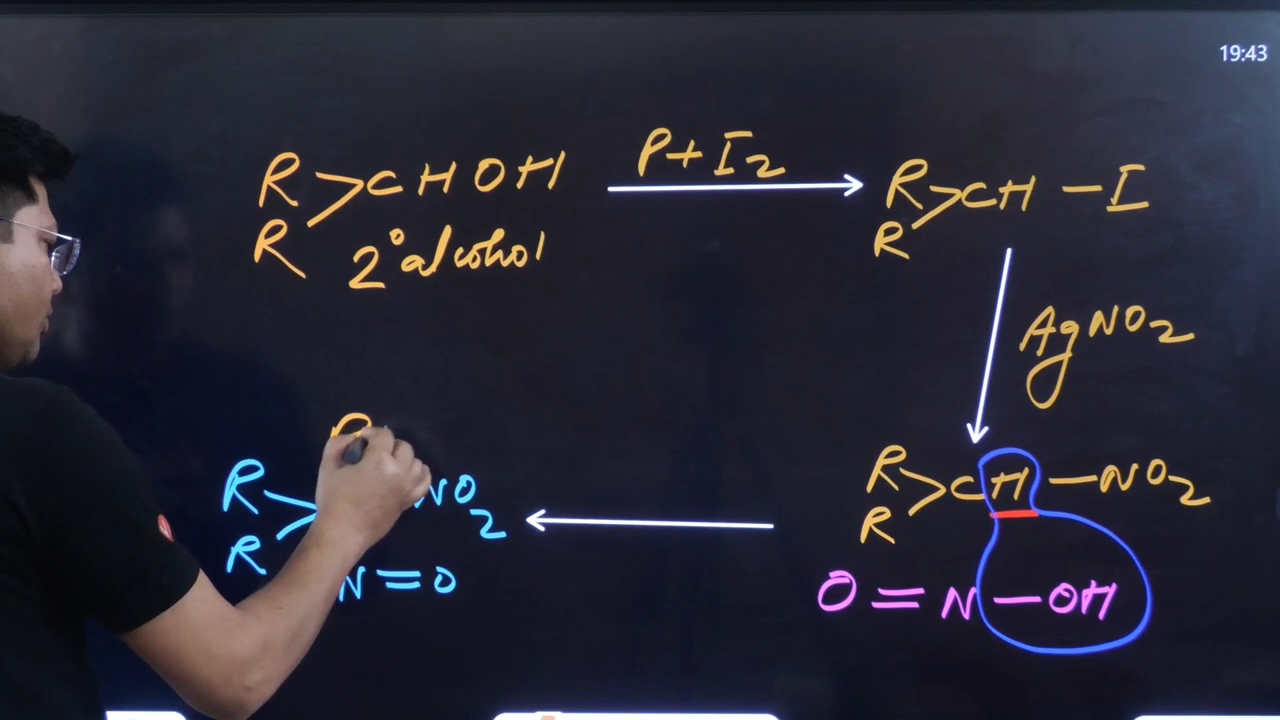 19:43
R
>CHOH
R
2° alcohol
P+I₂
R
>CH-I
R
AgNO₂
R
>CH-NO₂
R
O=N-OH
R
> NO₂
R
N=O